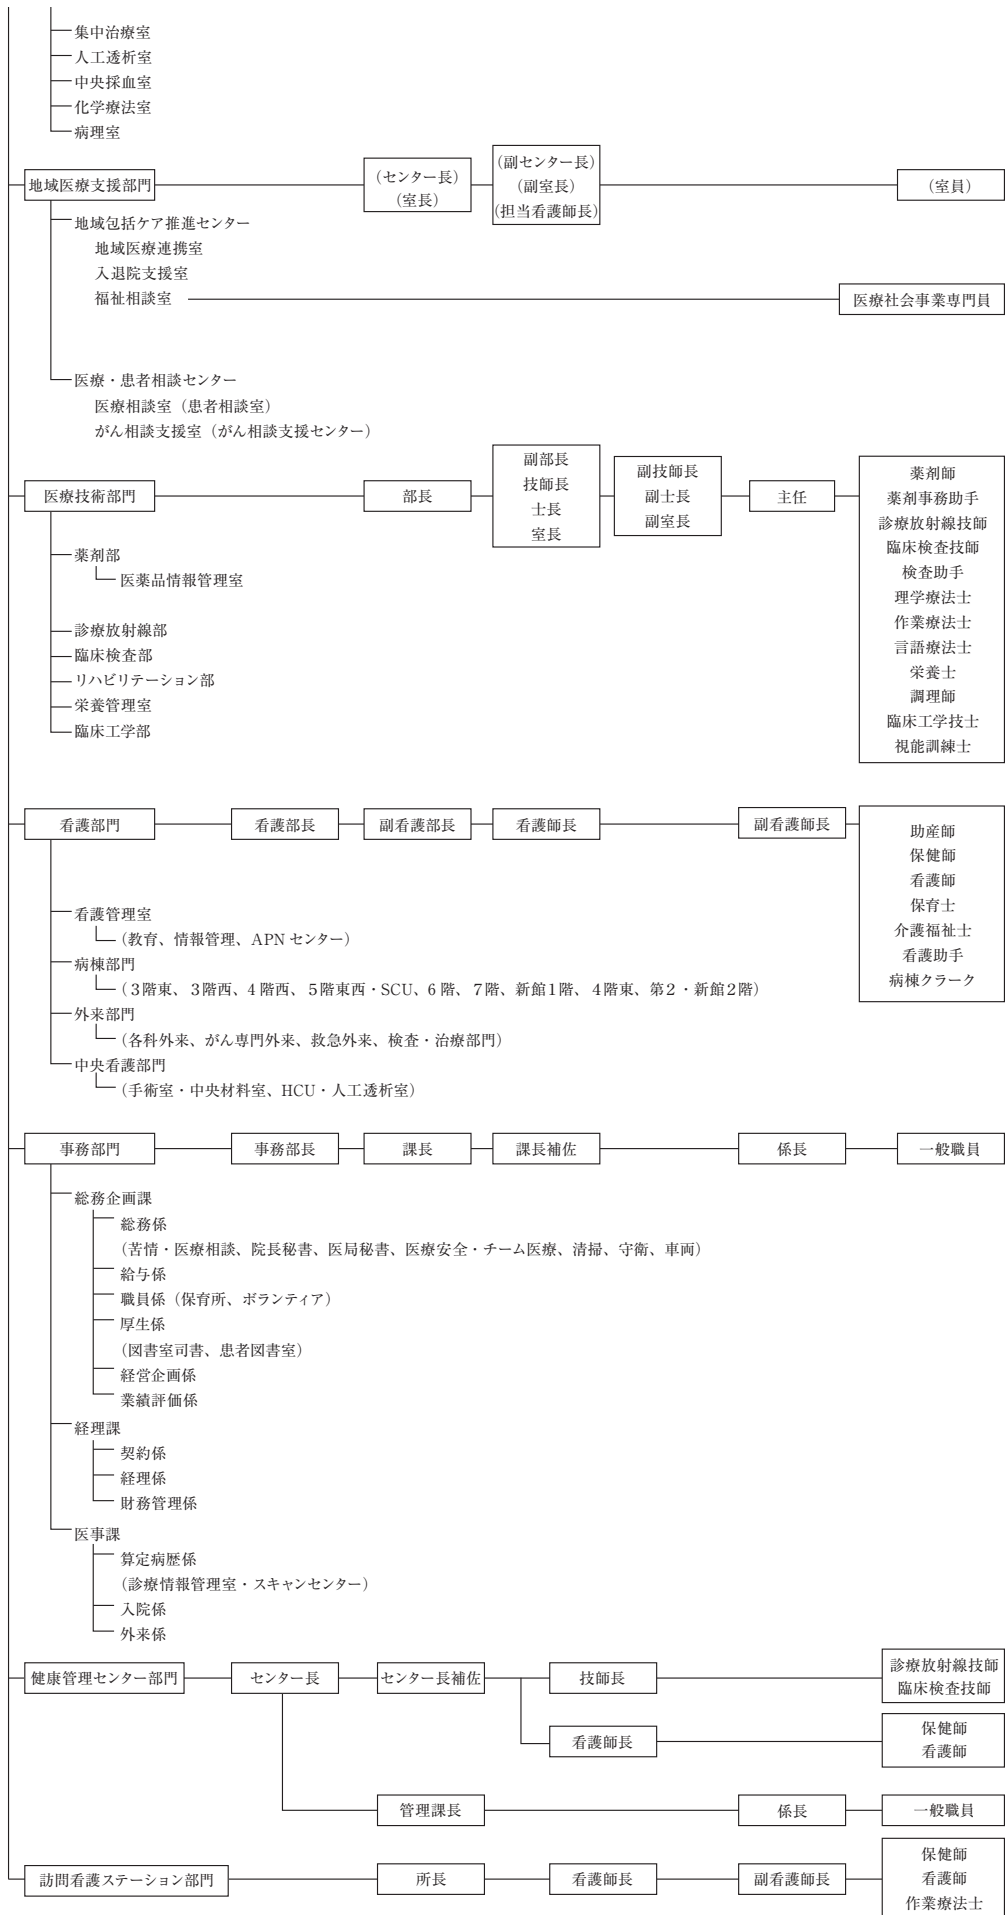 集中治療室
人工透析室
中央採血室
化学療法室
病理室
地域医療支援部門
(センター長)
(室長)
(副センター長)
(副室長)
(担当看護師長)
(室員)
地域包括ケア推進センター
地域医療連携室
入退院支援室
福祉相談室
医療社会事業専門員
医療・患者相談センター
医療相談室(患者相談室)
がん相談支援室(がん相談支援センター)
医療技術部門
部長
副部長
技師長
士長
室長
副技師長
副士長
副室長
主任
薬剤師
薬剤事務助手
診療放射線技師
臨床検査技師
検査助手
理学療法士
作業療法士
言語療法士
栄養士
調理師
臨床工学技士
視能訓練士
薬剤部
医薬品情報管理室
診療放射線部
臨床検査部
リハビリテーション部
栄養管理室
臨床工学部
看護部門
看護部長
副看護部長
看護師長
副看護師長
助産師
保健師
看護師
保育士
介護福祉士
看護助手
病棟クラーク
看護管理室
(教育、情報管理、APN センター)
病棟部門
(3階東、3階西、4階西、5階東西・SCU、6階、7階、新館1階、4階東、第2・新館2階)
外来部門
(各科外来、がん専門外来、救急外来、検査・治療部門)
中央看護部門
(手術室・中央材料室、HCU・人工透析室)
事務部門
事務部長
課長
課長補佐
係長
一般職員
総務企画課
総務係
(苦情・医療相談、院長秘書、医局秘書、医療安全・チーム医療、清掃、守衛、車両)
給与係
職員係(保育所、ボランティア)
厚生係
(図書室司書、患者図書室)
経営企画係
業績評価係
経理課
契約係
経理係
財務管理係
医事課
算定病歴係
(診療情報管理室・スキャンセンター)
入院係
外来係
健康管理センター部門
センター長
センター長補佐
技師長
診療放射線技師
臨床検査技師
看護師長
保健師
看護師
管理課長
係長
一般職員
訪問看護ステーション部門
所長
看護師長
副看護師長
保健師
看護師
作業療法士